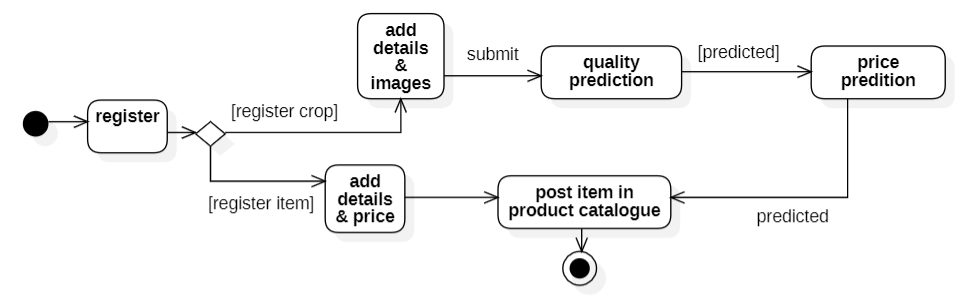 add
details
&
images
submit
quality
prediction
[predicted]
price
predition
register
[register crop]
[register item]
add
details
& price
post item in
product catalogue
predicted